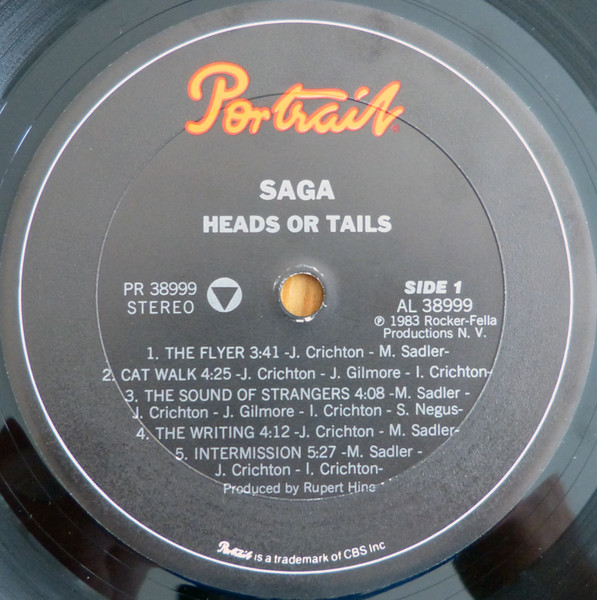 Portrait
SAGA
HEADS OR TAILS
PR 38999
STEREO
SIDE 1
AL 38999
℗ 1983 Rocker-Fella
Productions N. V.
1. THE FLYER 3:41 -J. Crichton - M. Sadler-
2. CAT WALK 4:25 -J. Crichton - J. Gilmore - I. Crichton-
3. THE SOUND OF STRANGERS 4:08 -M. Sadler -
J. Crichton - J. Gilmore - I. Crichton - S. Negus-
4. THE WRITING 4:12 -J. Crichton - M. Sadler-
5. INTERMISSION 5:27 -M. Sadler -
J. Crichton - I. Crichton-
Produced by Rupert Hine
Portrait is a trademark of CBS Inc